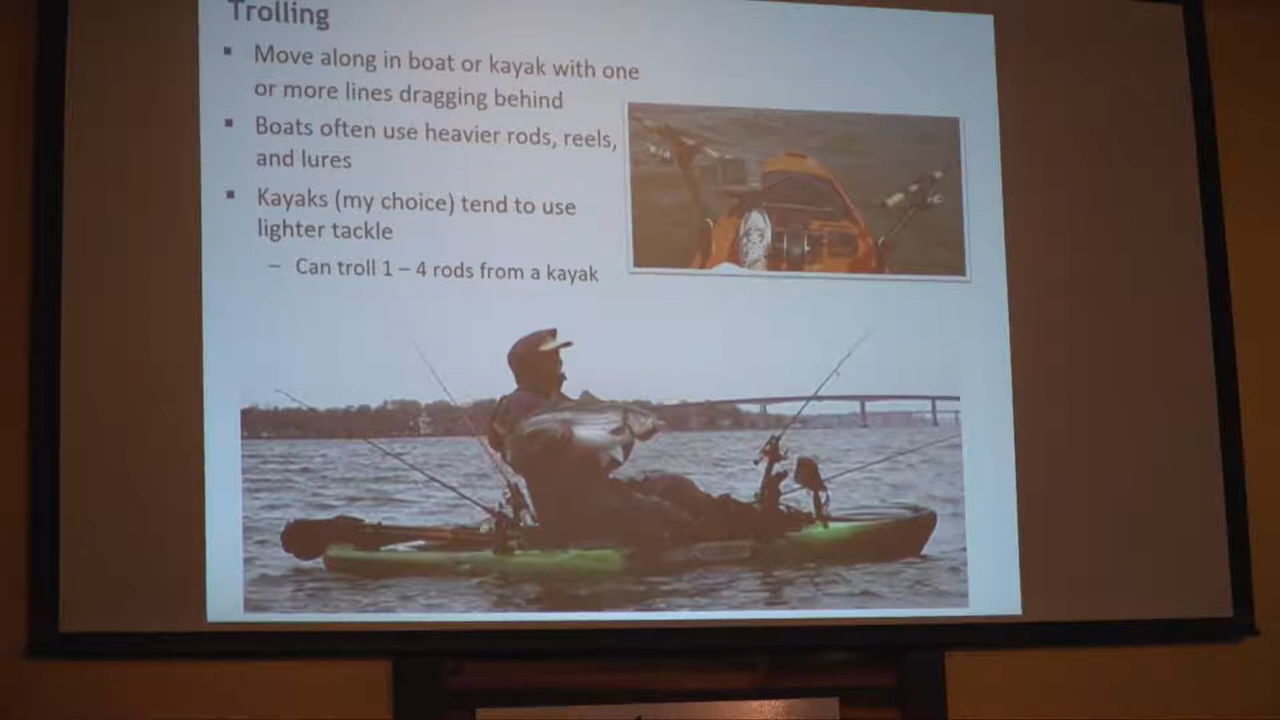 Trolling
▪ Move along in boat or kayak with one
or more lines dragging behind
▪ Boats often use heavier rods, reels,
and lures
▪ Kayaks (my choice) tend to use
lighter tackle
– Can troll 1 – 4 rods from a kayak